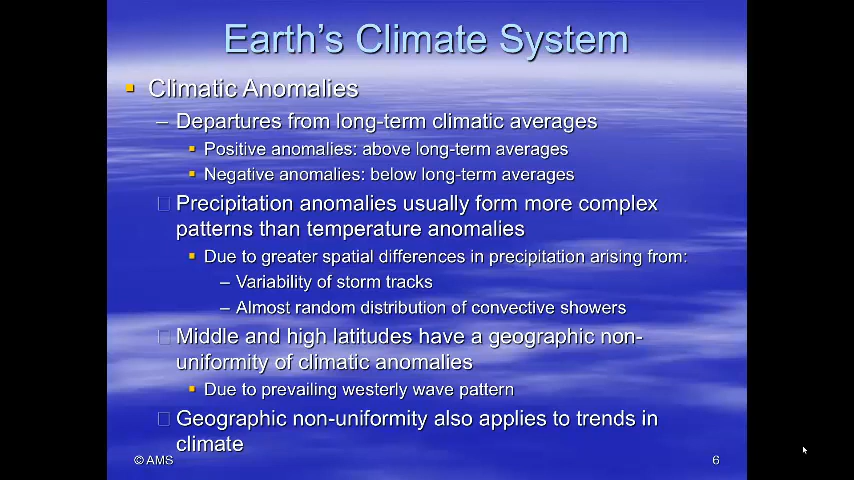 Earth's Climate System
Climatic Anomalies
– Departures from long-term climatic averages
Positive anomalies: above long-term averages
Negative anomalies: below long-term averages
Precipitation anomalies usually form more complex
patterns than temperature anomalies
Due to greater spatial differences in precipitation arising from:
– Variability of storm tracks
– Almost random distribution of convective showers
Middle and high latitudes have a geographic non-
uniformity of climatic anomalies
Due to prevailing westerly wave pattern
Geographic non-uniformity also applies to trends in
climate
© AMS
6